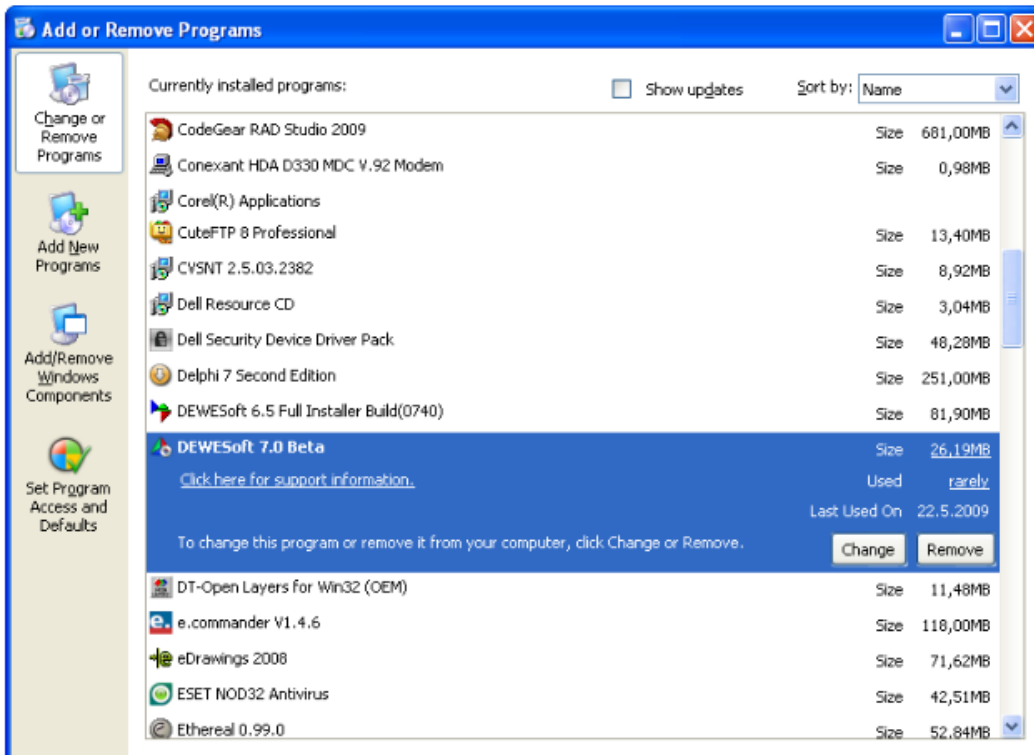 Add or Remove Programs
Change or
Remove
Programs
Add New
Programs
Add/Remove
Windows
Components
Set Program
Access and
Defaults
Currently installed programs: Show updates Sort by: Name
CodeGear RAD Studio 2009 Size 681,00MB
Conexant HDA D330 MDC V.92 Modem Size 0,98MB
Corel(R) Applications
CuteFTP 8 Professional Size 13,40MB
CVSNT 2.5.03.2382 Size 8,92MB
Dell Resource CD Size 3,04MB
Dell Security Device Driver Pack Size 48,28MB
Delphi 7 Second Edition Size 251,00MB
DEWESoft 6.5 Full Installer Build(0740) Size 81,90MB
DEWESoft 7.0 Beta Size 26,19MB
Click here for support information. Used rarely
Last Used On 22.5.2009
To change this program or remove it from your computer, click Change or Remove. Change Remove
DT-Open Layers for Win32 (OEM) Size 11,48MB
e.commander V1.4.6 Size 118,00MB
eDrawings 2008 Size 71,62MB
ESET NOD32 Antivirus Size 42,51MB
Ethereal 0.99.0 Size 52,84MB